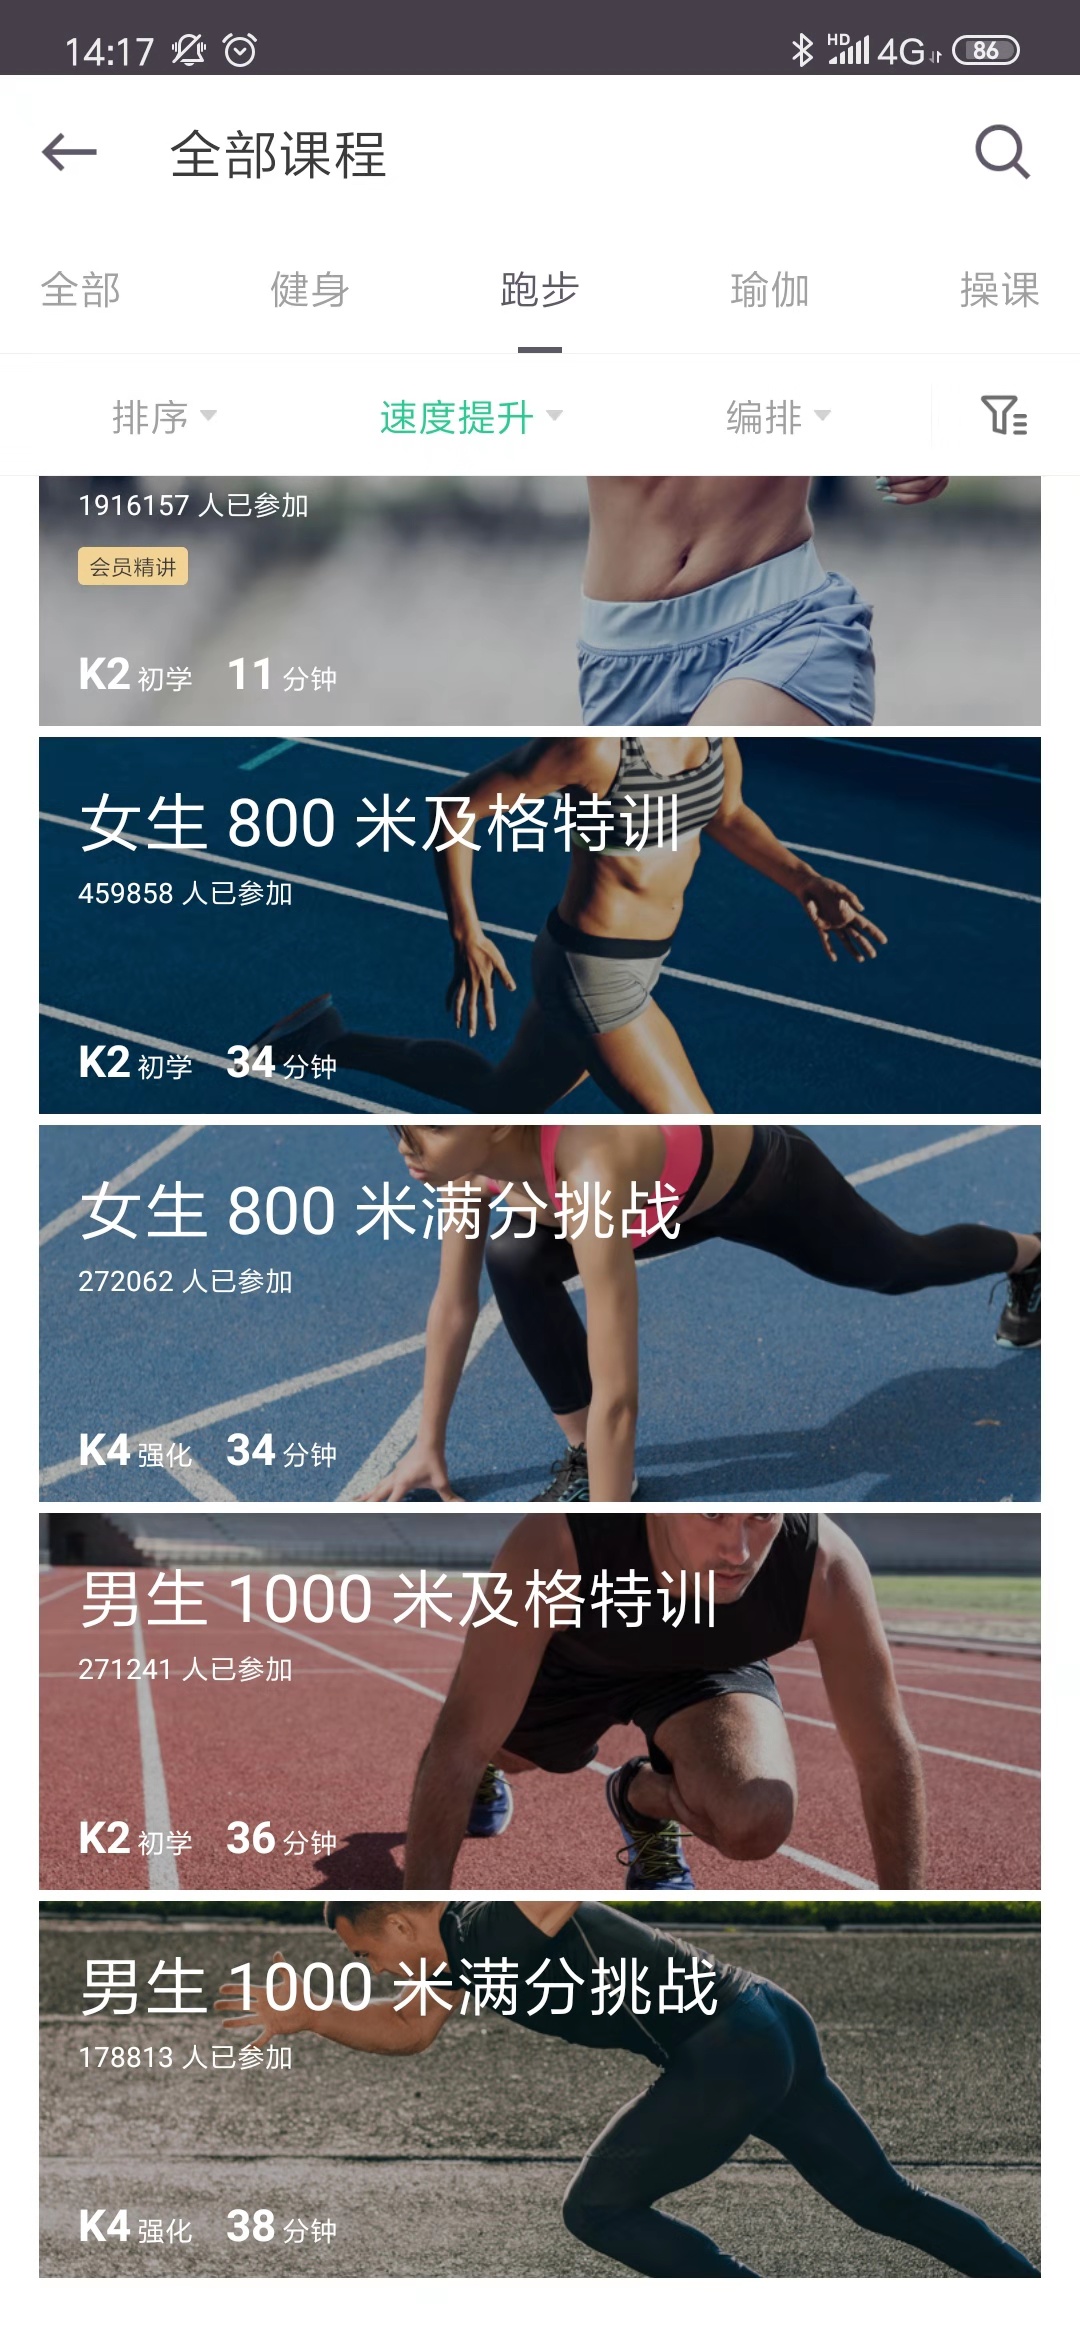 14:17 HD 4G 86
全部课程
全部 健身 跑步 瑜伽 操课
排序 速度提升 编排
1916157 人已参加
会员精讲
K2 初学 11 分钟
女生 800 米及格特训
459858 人已参加
K2 初学 34 分钟
女生 800 米满分挑战
272062 人已参加
K4 强化 34 分钟
男生 1000 米及格特训
271241 人已参加
K2 初学 36 分钟
男生 1000 米满分挑战
178813 人已参加
K4 强化 38 分钟